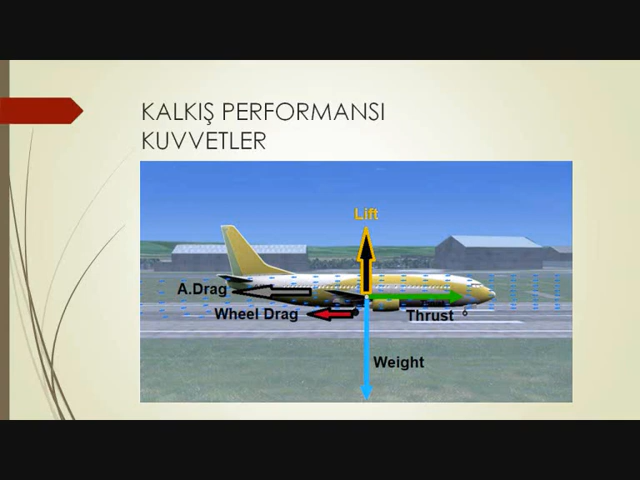 KALKIŞ PERFORMANSI
KUVVETLER
Lift
A.Drag
Wheel Drag
Thrust
Weight